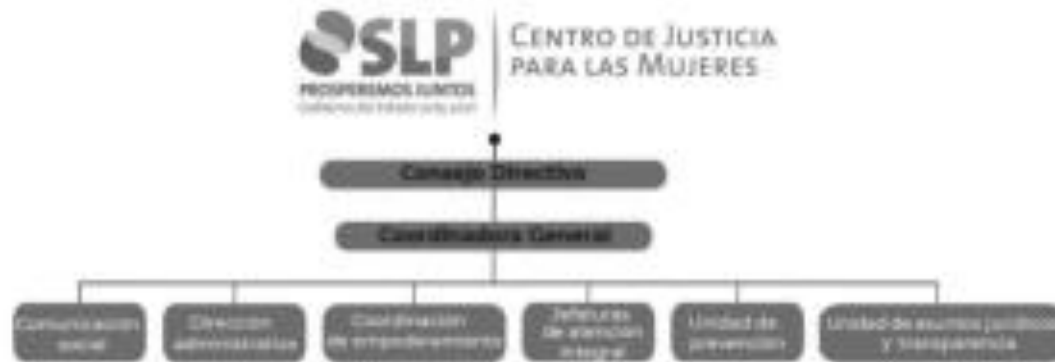 SLP
PROSPEREMOS JUNTOS
CENTRO DE JUSTICIA
PARA LAS MUJERES
Consejo Directivo
Coordinadora General
Comunicación
social
Dirección
administrativa
Coordinación
de empoderamiento
Jefaturas
de atención
integral
Unidad de
prevención
Unidad de asuntos jurídicos
y transparencia